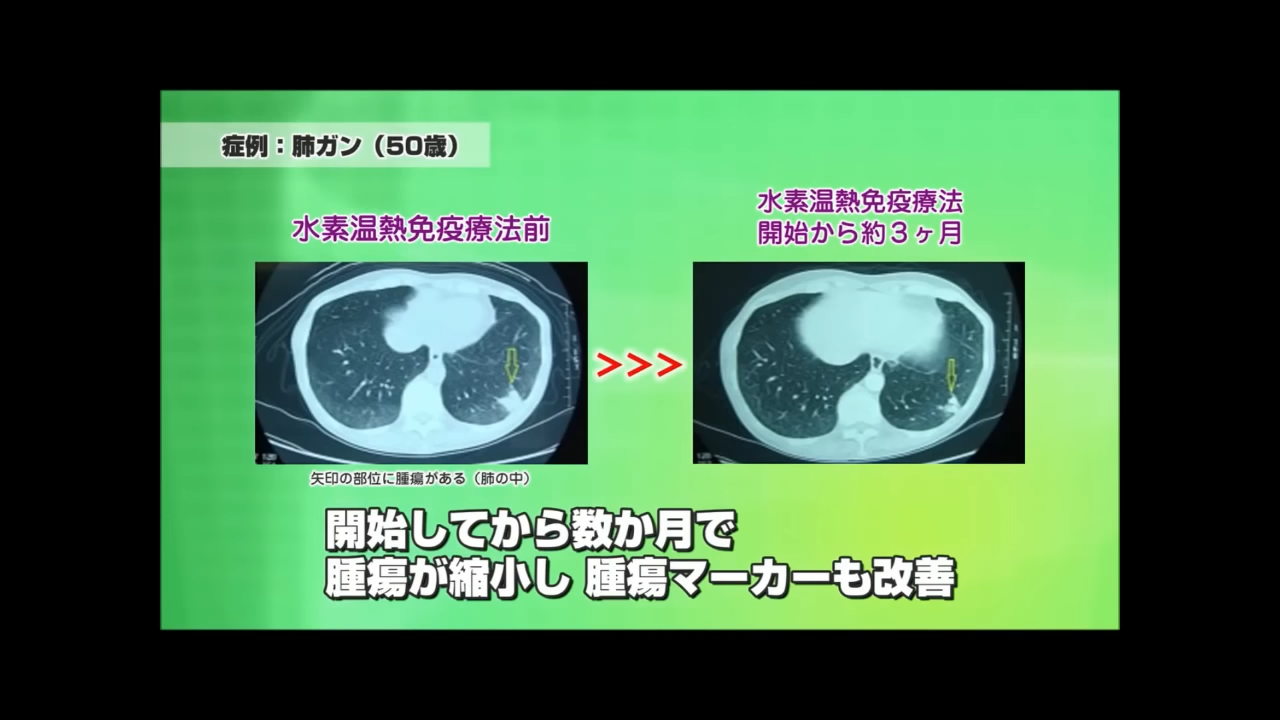 症例：肺ガン（50歳）
水素温熱免疫療法前
水素温熱免疫療法
開始から約３ヶ月
>>>
矢印の部位に腫瘍がある（肺の中）
開始してから数か月で
腫瘍が縮小し 腫瘍マーカーも改善